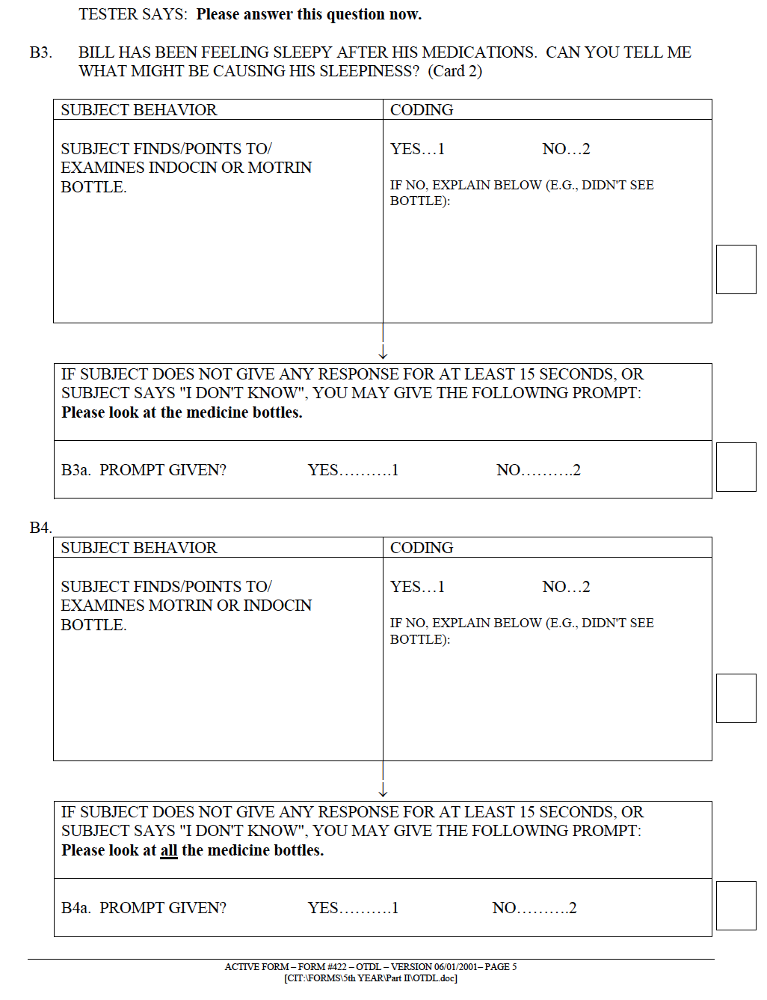 TESTER SAYS: Please answer this question now.
B3. BILL HAS BEEN FEELING SLEEPY AFTER HIS MEDICATIONS. CAN YOU TELL ME
WHAT MIGHT BE CAUSING HIS SLEEPINESS? (Card 2)
SUBJECT BEHAVIOR
CODING
SUBJECT FINDS/POINTS TO/
EXAMINES INDOCIN OR MOTRIN
BOTTLE.
YES…1 NO…2
IF NO, EXPLAIN BELOW (E.G., DIDN'T SEE
BOTTLE):
IF SUBJECT DOES NOT GIVE ANY RESPONSE FOR AT LEAST 15 SECONDS, OR
SUBJECT SAYS "I DON'T KNOW", YOU MAY GIVE THE FOLLOWING PROMPT:
Please look at the medicine bottles.
B3a. PROMPT GIVEN? YES……….1 NO……….2
B4.
SUBJECT BEHAVIOR
CODING
SUBJECT FINDS/POINTS TO/
EXAMINES MOTRIN OR INDOCIN
BOTTLE.
YES…1 NO…2
IF NO, EXPLAIN BELOW (E.G., DIDN'T SEE
BOTTLE):
IF SUBJECT DOES NOT GIVE ANY RESPONSE FOR AT LEAST 15 SECONDS, OR
SUBJECT SAYS "I DON'T KNOW", YOU MAY GIVE THE FOLLOWING PROMPT:
Please look at all the medicine bottles.
B4a. PROMPT GIVEN? YES……….1 NO……….2
ACTIVE FORM – FORM #422 – OTDL – VERSION 06/01/2001– PAGE 5
[CIT:\FORMS\5th YEAR\Part II\OTDL.doc]